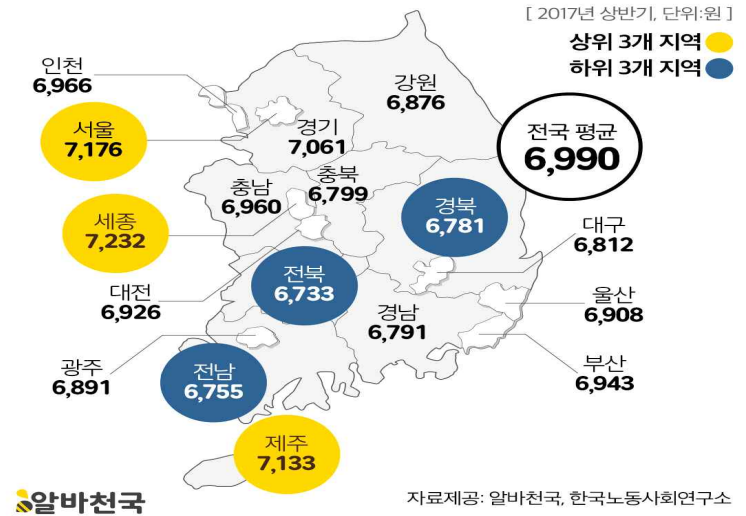 [ 2017년 상반기, 단위:원 ]
상위 3개 지역
하위 3개 지역
인천
6,966
강원
6,876
서울
7,176
경기
7,061
전국 평균
6,990
충북
6,799
충남
6,960
경북
6,781
세종
7,232
대구
6,812
전북
6,733
대전
6,926
울산
6,908
경남
6,791
광주
6,891
부산
6,943
전남
6,755
제주
7,133
알바천국
자료제공: 알바천국, 한국노동사회연구소